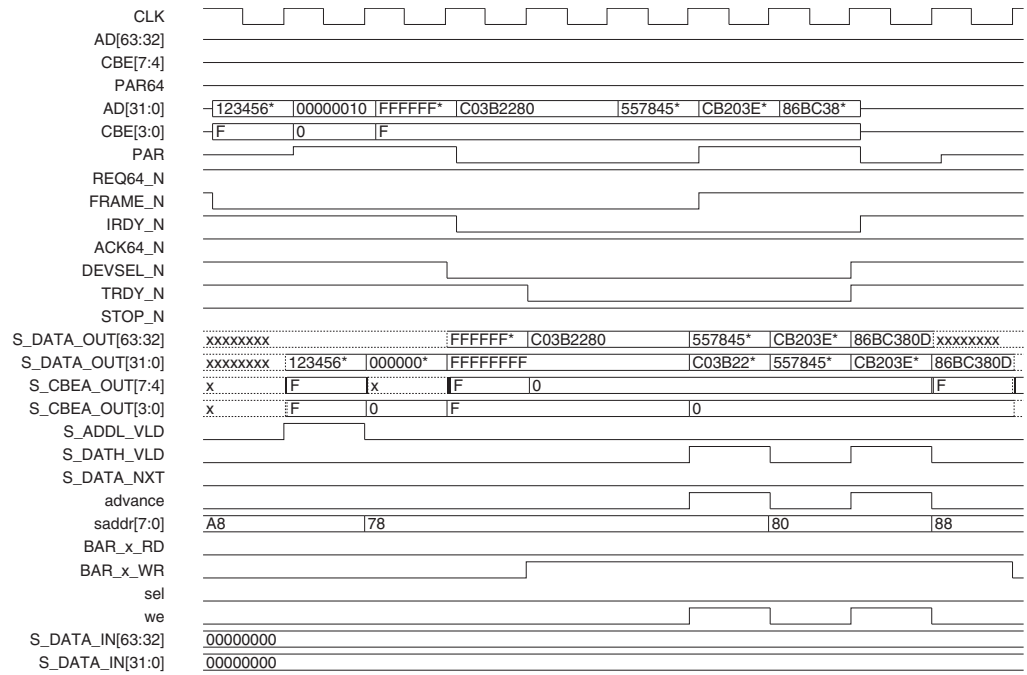 CLK
AD[63:32]
CBE[7:4]
PAR64
AD[31:0] 123456* 00000010 FFFFFF* C03B2280 557845* CB203E* 86BC38*
CBE[3:0] F 0 F
PAR
REQ64_N
FRAME_N
IRDY_N
ACK64_N
DEVSEL_N
TRDY_N
STOP_N
S_DATA_OUT[63:32] xxxxxxxx FFFFFF* C03B2280 557845* CB203E* 86BC380D xxxxxxxx
S_DATA_OUT[31:0] xxxxxxxx 123456* 000000* FFFFFFFF C03B22* 557845* CB203E* 86BC380D
S_CBEA_OUT[7:4] x F x F 0 F
S_CBEA_OUT[3:0] x F 0 F 0
S_ADDL_VLD
S_DATH_VLD
S_DATA_NXT
advance
saddr[7:0] A8 78 80 88
BAR_x_RD
BAR_x_WR
sel
we
S_DATA_IN[63:32] 00000000
S_DATA_IN[31:0] 00000000